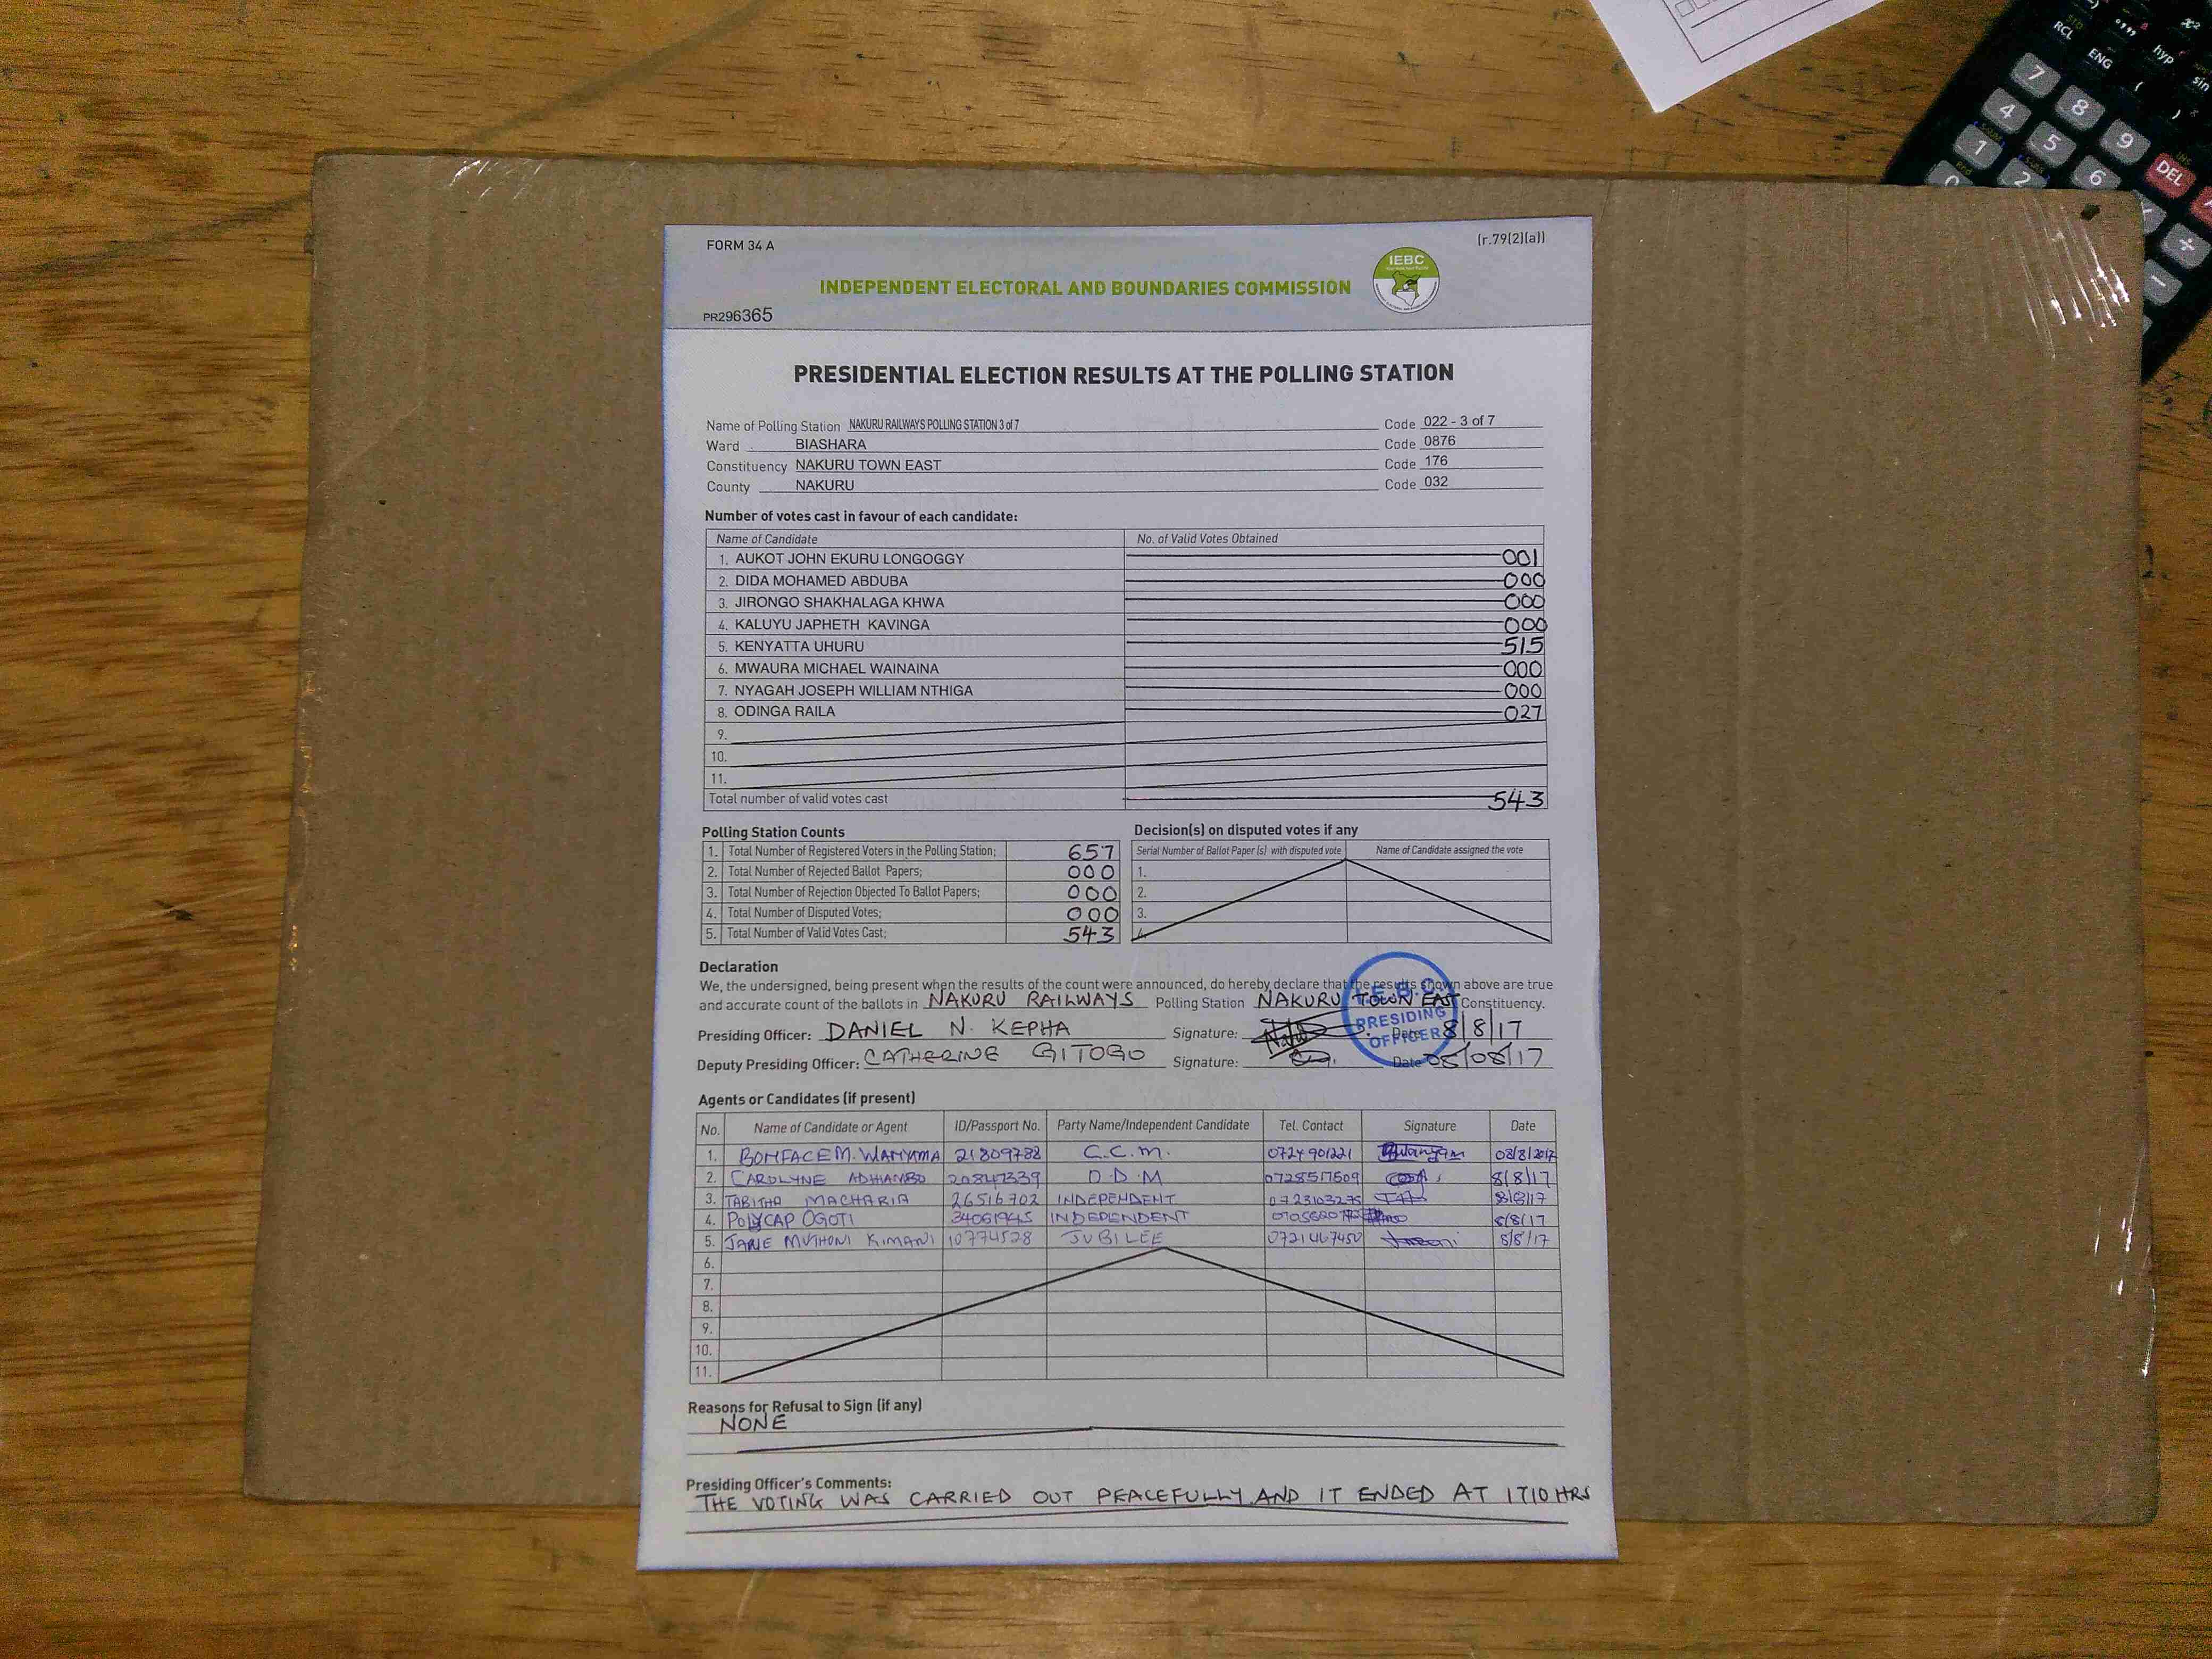 FORM 34 A
(r.79(2)(a))
IEBC
INDEPENDENT ELECTORAL AND BOUNDARIES COMMISSION
PR296365
PRESIDENTIAL ELECTION RESULTS AT THE POLLING STATION
Name of Polling Station NAKURU RAILWAYS POLLING STATION 3 of 7 Code 022 - 3 of 7
Ward BIASHARA Code 0876
Constituency NAKURU TOWN EAST Code 176
County NAKURU Code 032
Number of votes cast in favour of each candidate:
Name of Candidate No. of Valid Votes Obtained
1. AUKOT JOHN EKURU LONGOGGY 001
2. DIDA MOHAMED ABDUBA 000
3. JIRONGO SHAKHALAGA KHWA 000
4. KALUYU JAPHETH KAVINGA 000
5. KENYATTA UHURU 515
6. MWAURA MICHAEL WAINAINA 000
7. NYAGAH JOSEPH WILLIAM NTHIGA 000
8. ODINGA RAILA 027
9.
10.
11.
Total number of valid votes cast 543
Polling Station Counts
1. Total Number of Registered Voters in the Polling Station; 657
2. Total Number of Rejected Ballot Papers; 000
3. Total Number of Rejection Objected To Ballot Papers; 000
4. Total Number of Disputed Votes; 000
5. Total Number of Valid Votes Cast; 543
Decision(s) on disputed votes if any
Serial Number of Ballot Paper (s) with disputed vote Name of Candidate assigned the vote
1.
2.
3.
Declaration
We, the undersigned, being present when the results of the count were announced, do hereby declare that the results shown above are true
and accurate count of the ballots in NAKURU RAILWAYS Polling Station NAKURU TOWN EAST Constituency.
Presiding Officer: DANIEL N. KEPHA Signature: Date 8/8/17
Deputy Presiding Officer: CATHERINE GITOGO Signature: Date 08/08/17
I.E.B.C
PRESIDING
OFFICER
Agents or Candidates (if present)
No. Name of Candidate or Agent ID/Passport No. Party Name/Independent Candidate Tel. Contact Signature Date
1. BONFACE M. WANYAMA 21809788 C.C.M. 0724901221 08/8/2017
2. CAROLYNE ADHIAMBO O.D.M 0728517509 8/8/17
3. TABITHA MACHARIA 26516702 INDEPENDENT 0723103275 8/8/17
4. POLYCAP OGOTI INDEPENDENT 8/8/17
5. JANE MUTHONI KIMANI 10774528 JUBILEE 0721467450 8/8/17
6.
7.
8.
9.
10.
11.
Reasons for Refusal to Sign (if any)
NONE
Presiding Officer's Comments:
THE VOTING WAS CARRIED OUT PEACEFULLY AND IT ENDED AT 1710 HRS
RCL
ENG
hyp
sin
(
)
7 8 9 DEL
4 5 6
1 2
0